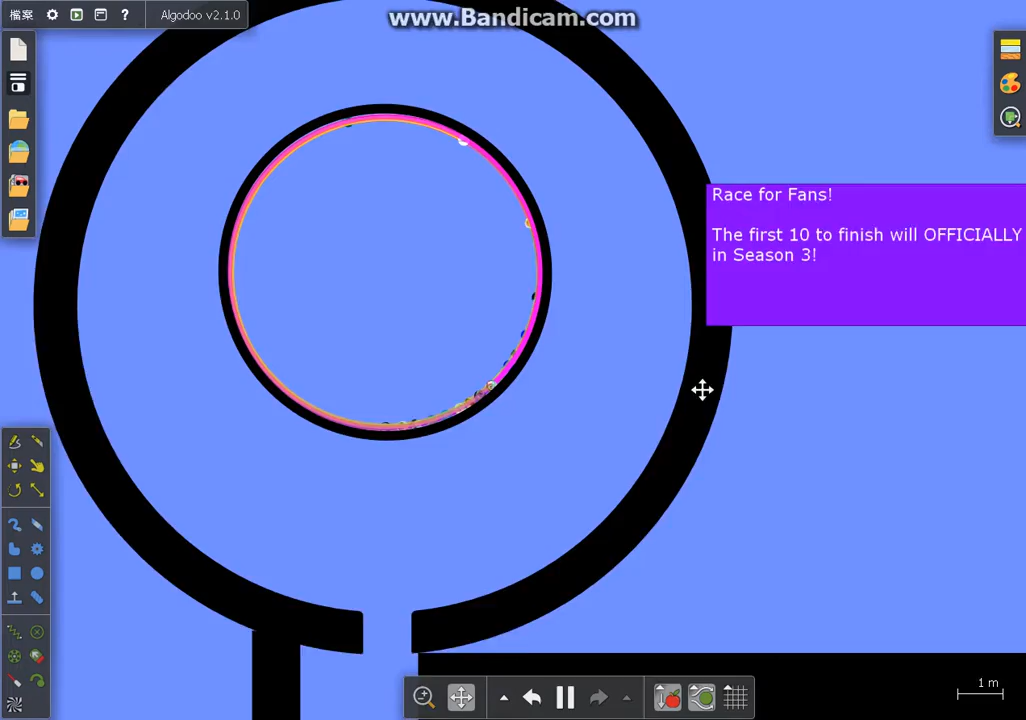 www.Bandicam.com
檔案
? Algodoo v2.1.0
Race for Fans!
The first 10 to finish will OFFICIALLY
in Season 3!
1 m